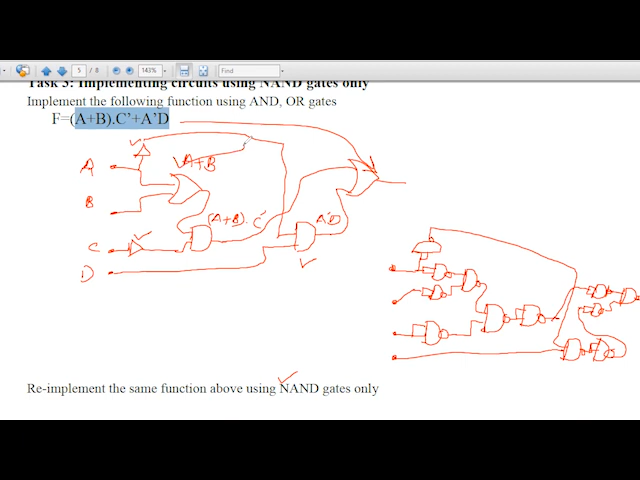 5 / 8 143% Find
Task 3: Implementing circuits using NAND gates only
Implement the following function using AND, OR gates
F=(A+B).C’+A’D
A
A+B
B
(A+B). C'
A'D
C
D
Re-implement the same function above using NAND gates only